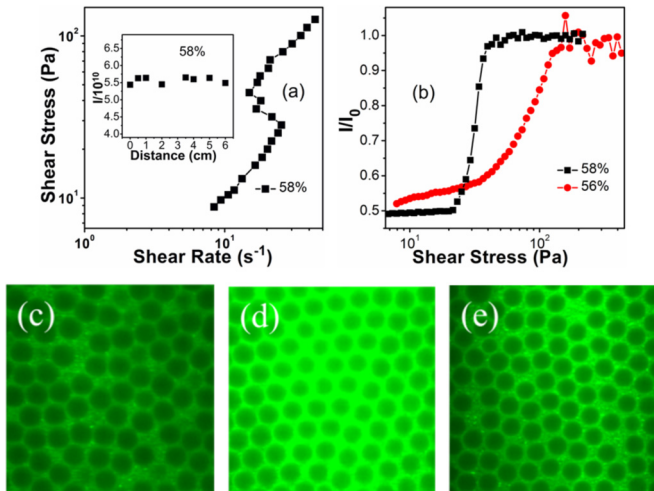 58%
(a)
I/10¹⁰
6.5
6.0
5.5
5.0
4.5
4.0
0 1 2 3 4 5 6
Distance (cm)
58%
10²
10¹
Shear Stress (Pa)
10⁰ 10¹
Shear Rate (s⁻¹)
(b)
I/I₀
1.0
0.9
0.8
0.7
0.6
0.5
58%
56%
10¹ 10²
Shear Stress (Pa)
(c)
(d)
(e)